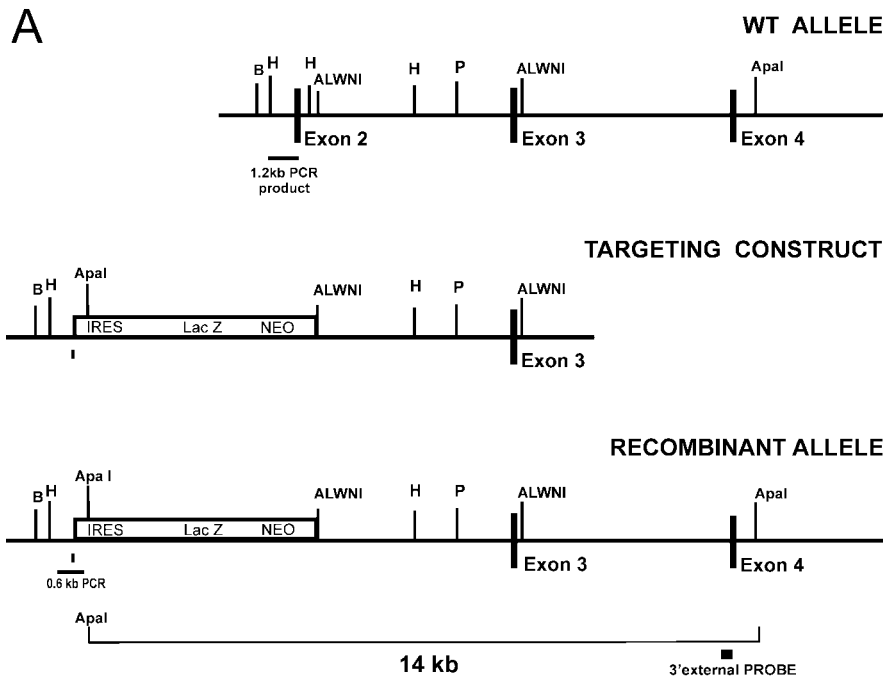 A
WT ALLELE
B H H ALWNI H P ALWNI ApaI
Exon 2 Exon 3 Exon 4
1.2kb PCR
product
TARGETING CONSTRUCT
B H ApaI ALWNI H P ALWNI
IRES Lac Z NEO
Exon 3
RECOMBINANT ALLELE
B H Apa I ALWNI H P ALWNI ApaI
IRES Lac Z NEO
Exon 3 Exon 4
0.6 kb PCR
ApaI
14 kb
3'external PROBE